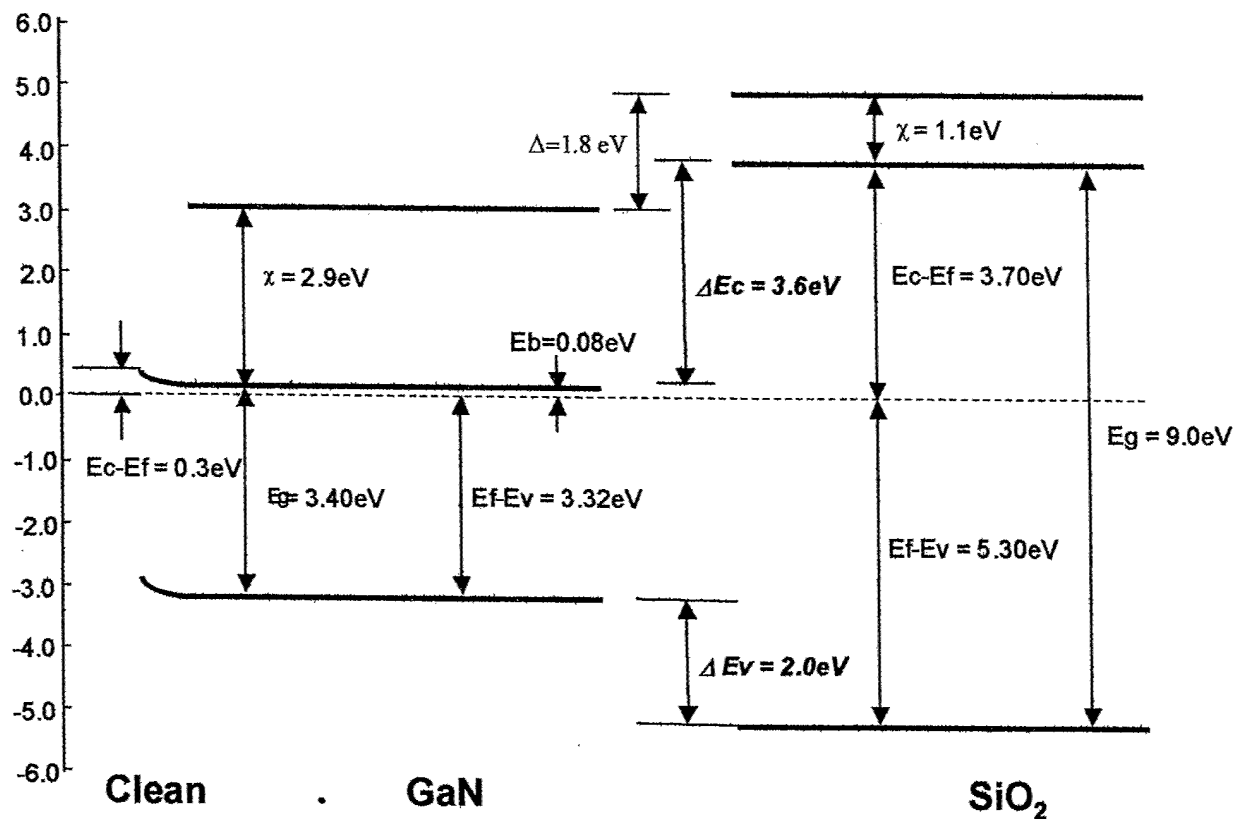 6.0
5.0
4.0
3.0
2.0
1.0
0.0
-1.0
-2.0
-3.0
-4.0
-5.0
-6.0
Δ=1.8 eV
χ = 1.1eV
χ = 2.9eV
ΔEc = 3.6eV
Ec-Ef = 3.70eV
Eb=0.08eV
Ec-Ef = 0.3eV
Eg= 3.40eV
Ef-Ev = 3.32eV
Eg = 9.0eV
Ef-Ev = 5.30eV
Δ Ev = 2.0eV
Clean
GaN
SiO₂